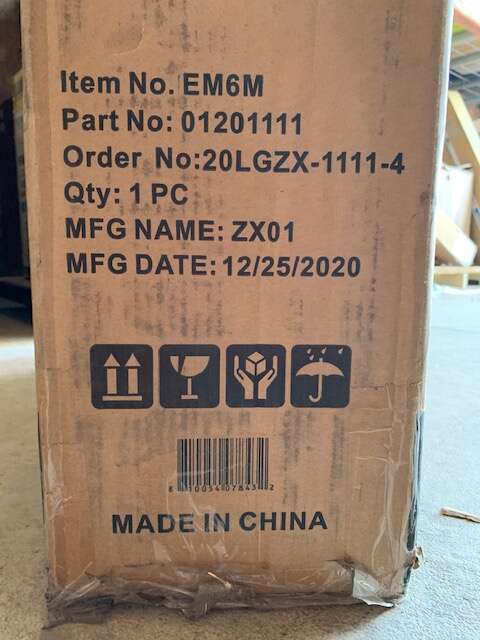 Item No. EM6M
Part No: 01201111
Order No:20LGZX-1111-4
Qty: 1 PC
MFG NAME: ZX01
MFG DATE: 12/25/2020
MADE IN CHINA